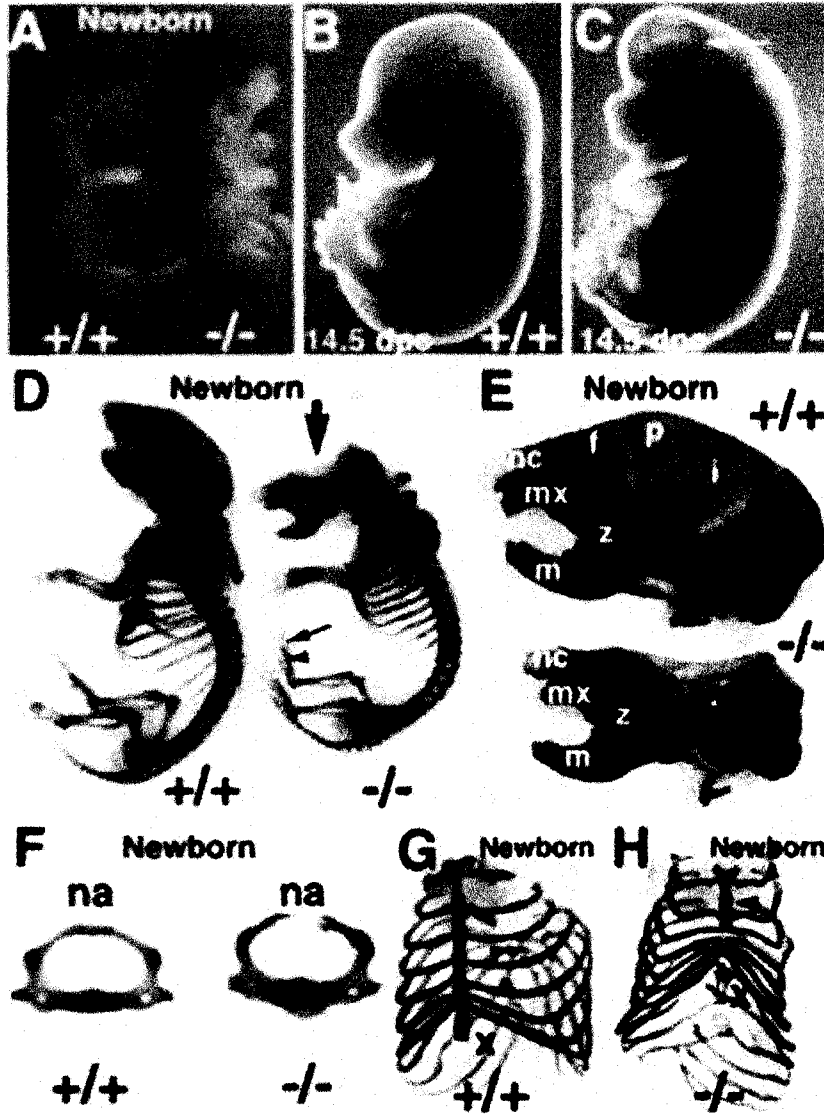 A Newborn
+/+ -/-
B
14.5 dpc +/+
C
14.5 dpc -/-
D Newborn
+/+ -/-
E Newborn
+/+
nc f p i
mx
z
m
-/-
nc
mx
z
m
F Newborn
na na
+/+ -/-
G Newborn
x
+/+
H Newborn
-/-